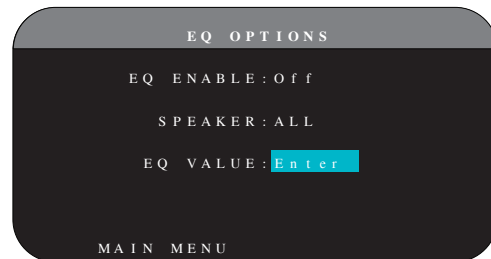 EQ OPTIONS
EQ ENABLE:Off
SPEAKER:ALL
EQ VALUE:Enter
MAIN MENU